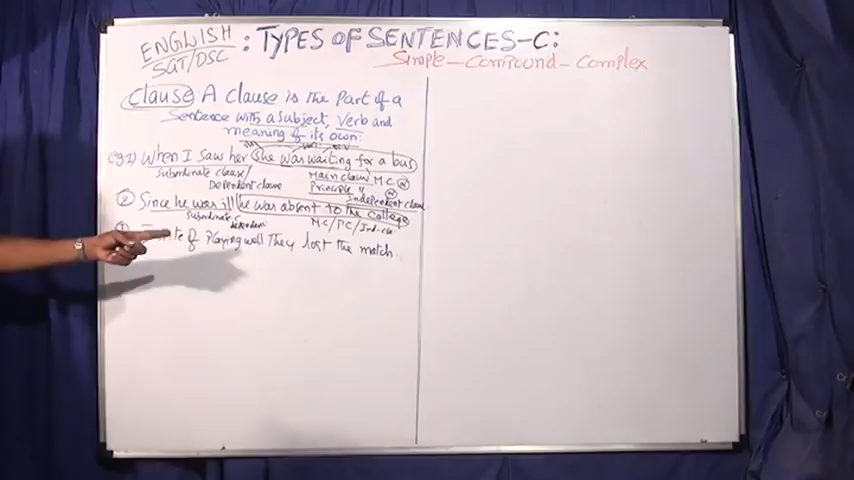 ENGLISH
SGT/DSC
: TYPES OF SENTENCES-C:
Simple-Compound-Complex
Clause A Clause is the Part of a
Sentence with a Subject, Verb and
meaning of its own:
eg 1) When I Saw her She was waiting for a bus
Subordinate clause/ Main clause M C
Dependent clause Principle "
Independent clause
② Since he was ill he was absent to the college
Subordinate C M C/PC/Ind-cla
dependent
of Playing well They lost the match.